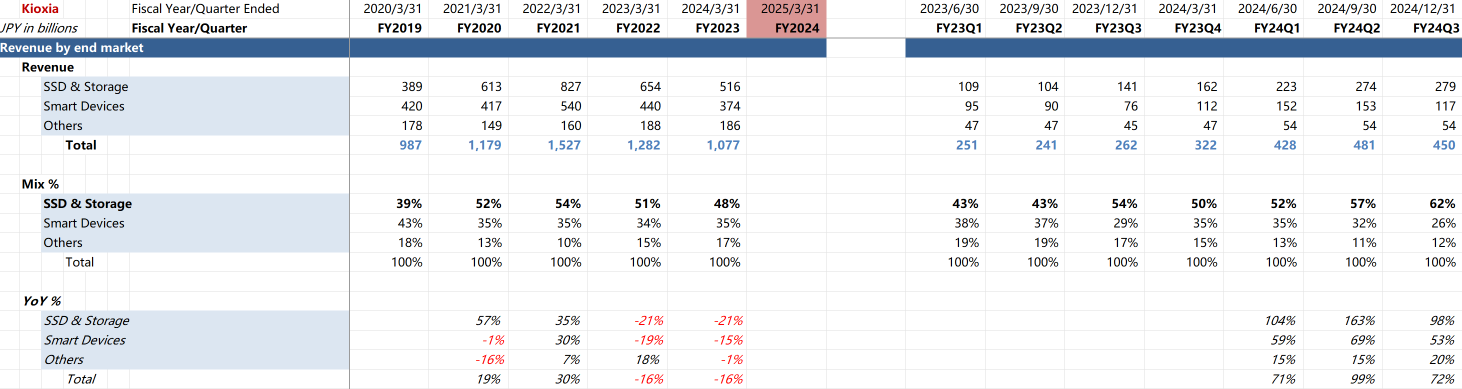 Kioxia Fiscal Year/Quarter Ended 2020/3/31 2021/3/31 2022/3/31 2023/3/31 2024/3/31 2025/3/31 2023/6/30 2023/9/30 2023/12/31 2024/3/31 2024/6/30 2024/9/30 2024/12/31
JPY in billions Fiscal Year/Quarter FY2019 FY2020 FY2021 FY2022 FY2023 FY2024 FY23Q1 FY23Q2 FY23Q3 FY23Q4 FY24Q1 FY24Q2 FY24Q3
Revenue by end market
Revenue
SSD & Storage 389 613 827 654 516 109 104 141 162 223 274 279
Smart Devices 420 417 540 440 374 95 90 76 112 152 153 117
Others 178 149 160 188 186 47 47 45 47 54 54 54
Total 987 1,179 1,527 1,282 1,077 251 241 262 322 428 481 450
Mix %
SSD & Storage 39% 52% 54% 51% 48% 43% 43% 54% 50% 52% 57% 62%
Smart Devices 43% 35% 35% 34% 35% 38% 37% 29% 35% 35% 32% 26%
Others 18% 13% 10% 15% 17% 19% 19% 17% 15% 13% 11% 12%
Total 100% 100% 100% 100% 100% 100% 100% 100% 100% 100% 100% 100%
YoY %
SSD & Storage 57% 35% -21% -21% 104% 163% 98%
Smart Devices -1% 30% -19% -15% 59% 69% 53%
Others -16% 7% 18% -1% 15% 15% 20%
Total 19% 30% -16% -16% 71% 99% 72%